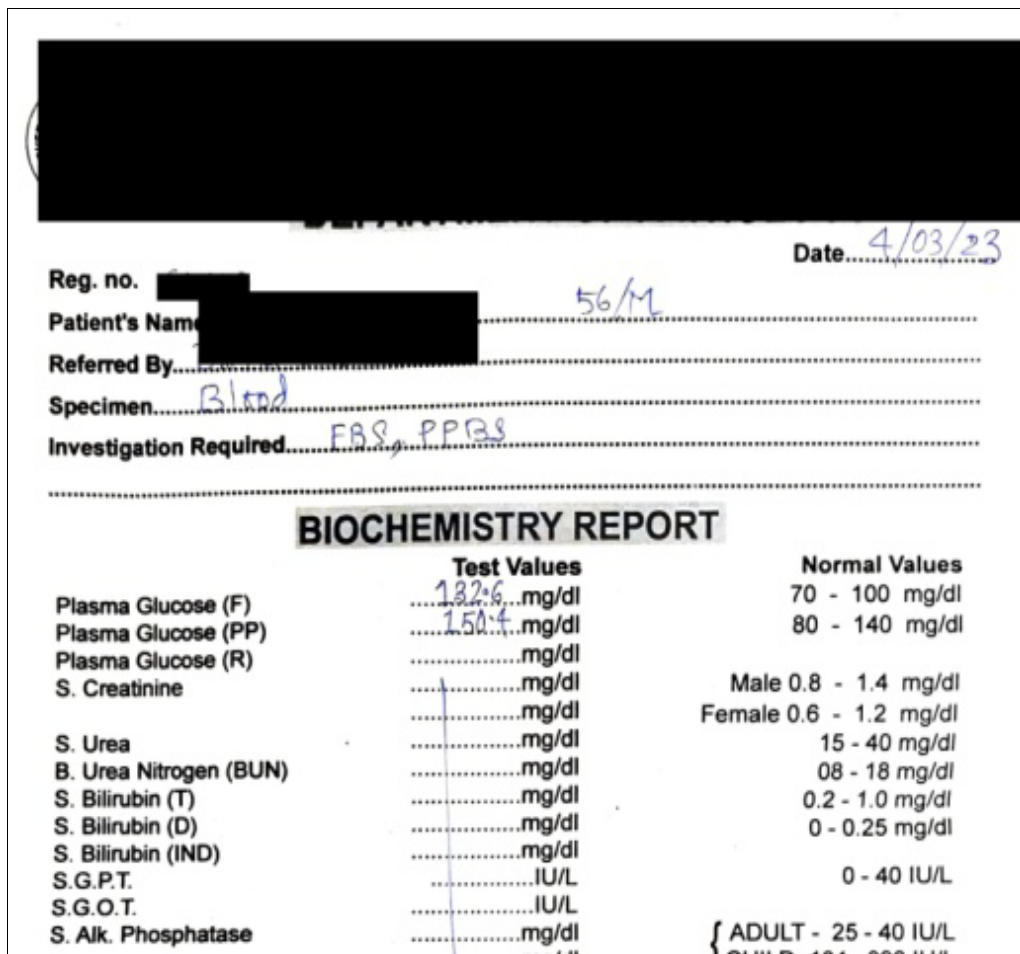 Date 4/03/23
Reg. no.
Patient's Name 56/M
Referred By
Specimen Blood
Investigation Required FBS, PPBS
BIOCHEMISTRY REPORT
Test Values Normal Values
Plasma Glucose (F) 132.6 mg/dl 70 - 100 mg/dl
Plasma Glucose (PP) mg/dl 80 - 140 mg/dl
Plasma Glucose (R) mg/dl
S. Creatinine mg/dl Male 0.8 - 1.4 mg/dl
mg/dl Female 0.6 - 1.2 mg/dl
S. Urea mg/dl 15 - 40 mg/dl
B. Urea Nitrogen (BUN) mg/dl 08 - 18 mg/dl
S. Bilirubin (T) mg/dl 0.2 - 1.0 mg/dl
S. Bilirubin (D) mg/dl 0 - 0.25 mg/dl
S. Bilirubin (IND) mg/dl
S.G.P.T. IU/L 0 - 40 IU/L
S.G.O.T. IU/L
S. Alk. Phosphatase mg/dl { ADULT - 25 - 40 IU/L